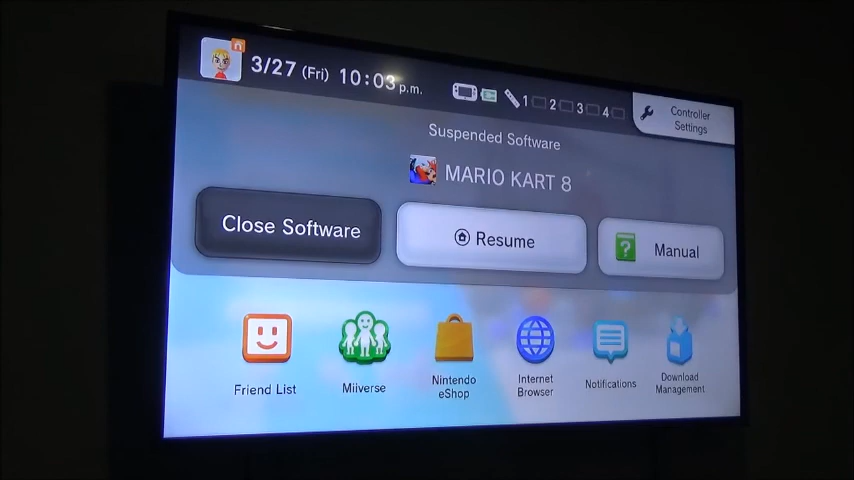 3/27 (Fri) 10:03 p.m.
1 2 3 4
Controller
Settings
Suspended Software
MARIO KART 8
Close Software
Resume
? Manual
Friend List
Miiverse
Nintendo
eShop
Internet
Browser
Notifications
Download
Management